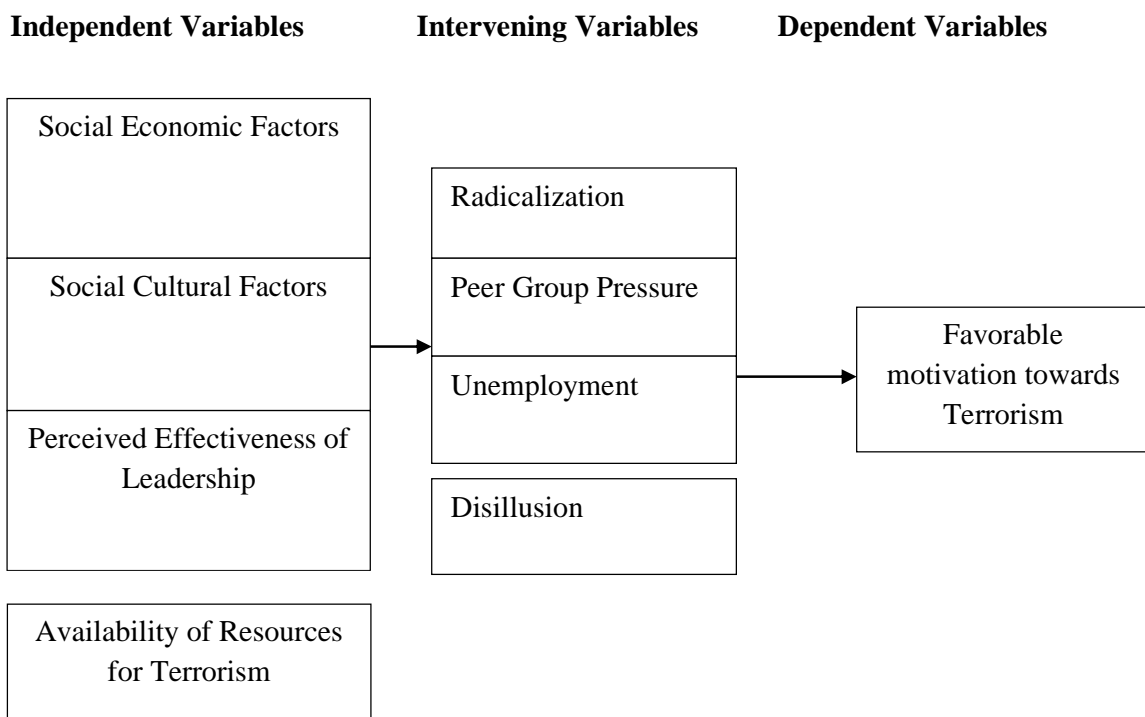 Independent Variables
Intervening Variables
Dependent Variables
Social Economic Factors
Social Cultural Factors
Perceived Effectiveness of
Leadership
Availability of Resources
for Terrorism
Radicalization
Peer Group Pressure
Unemployment
Disillusion
Favorable
motivation towards
Terrorism